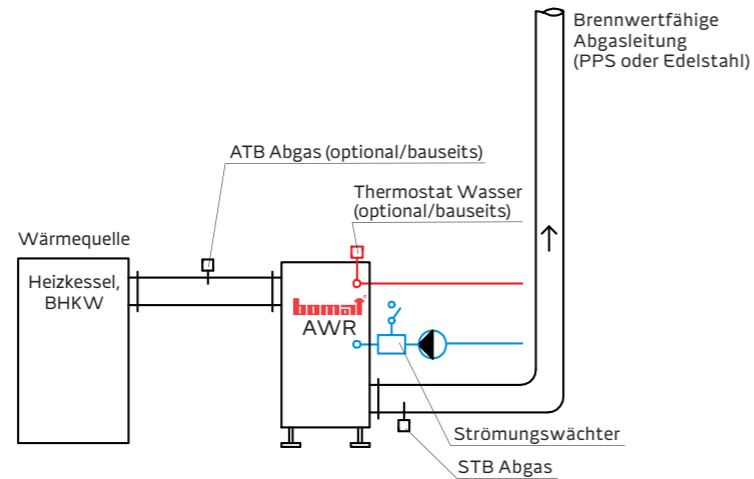 Brennwertfähige
Abgasleitung
(PPS oder Edelstahl)
ATB Abgas (optional/bauseits)
Thermostat Wasser
(optional/bauseits)
Wärmequelle
Heizkessel,
BHKW
bomat
AWR
Strömungswächter
STB Abgas